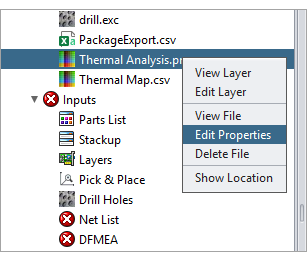 drill.exc
PackageExport.csv
Thermal Analysis.pr
Thermal Map.csv
Inputs
Parts List
Stackup
Layers
Pick & Place
Drill Holes
Net List
DFMEA
View Layer
Edit Layer
View File
Edit Properties
Delete File
Show Location